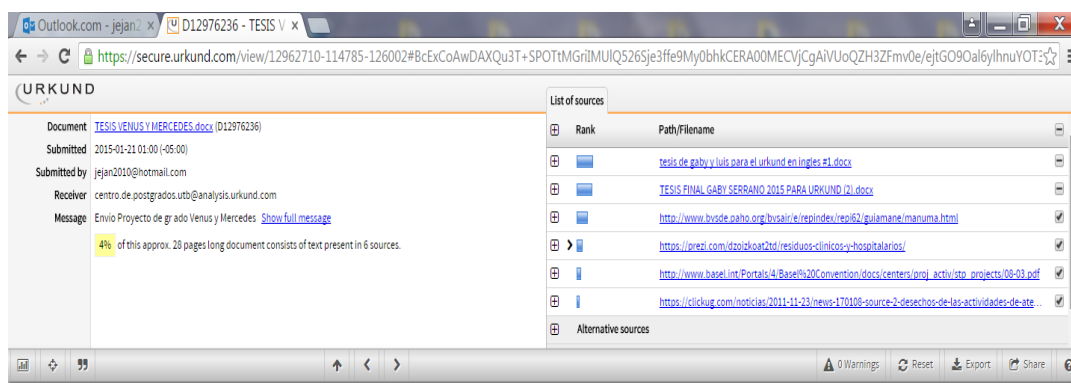 Outlook.com - jejan2
D12976236 - TESIS V
https://secure.urkund.com/view/12962710-114785-126002#
URKUND
Document TESIS VENUS Y MERCEDES.docx (D12976236)
Submitted 2015-01-21 01:00 (-05:00)
Submitted by jejan2010@hotmail.com
Receiver centro.de.postgrados.utb@analysis.urkund.com
Message Envio Proyecto de grado Venus y Mercedes Show full message
4% of this approx. 28 pages long document consists of text present in 6 sources.
List of sources
Rank Path/Filename
tesis de gaby y luis para el urkund en ingles #1.docx
TESIS FINAL GABY SERRANO 2015 PARA URKUND (2).docx
http://www.bvsde.paho.org/bvsair/e/repindex/repi62/guiamane/manuma.html
https://prezi.com/dzoizkoat2td/residuos-clinicos-y-hospitalarios/
http://www.basel.int/Portals/4/Basel%20Convention/docs/centers/proj_activ/stp_projects/08-03.pdf
https://clickug.com/noticias/2011-11-23/news-170108-source-2-desechos-de-las-actividades-de-ate...
Alternative sources
0 Warnings Reset Export Share